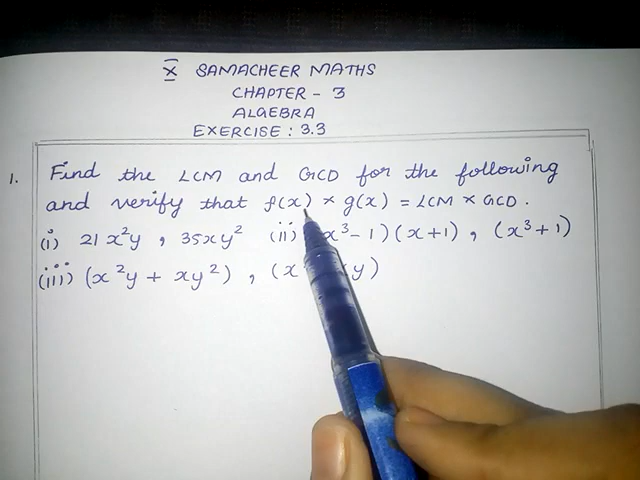 X SAMACHEER MATHS
CHAPTER - 3
ALGEBRA
EXERCISE : 3.3
1. Find the LCM and GCD for the following
and verify that f(x) × g(x) = LCM × GCD.
(i) 21x²y , 35xy² (ii) x³-1)(x+1) , (x³+1)
(iii) (x²y + xy²) , (x y)